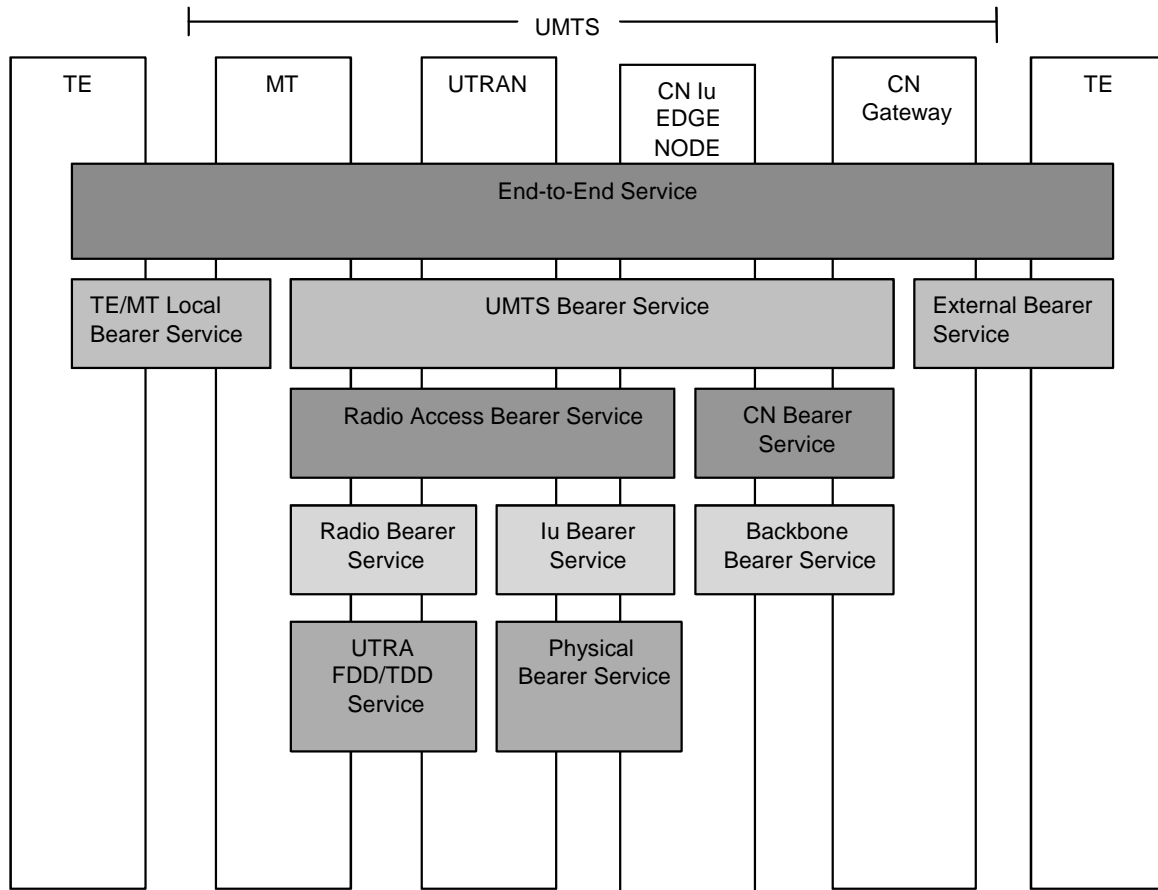 UMTS
TE
MT
UTRAN
CN Iu
EDGE
NODE
CN
Gateway
TE
End-to-End Service
TE/MT Local
Bearer Service
UMTS Bearer Service
External Bearer
Service
Radio Access Bearer Service
CN Bearer
Service
Radio Bearer
Service
Iu Bearer
Service
Backbone
Bearer Service
UTRA
FDD/TDD
Service
Physical
Bearer Service